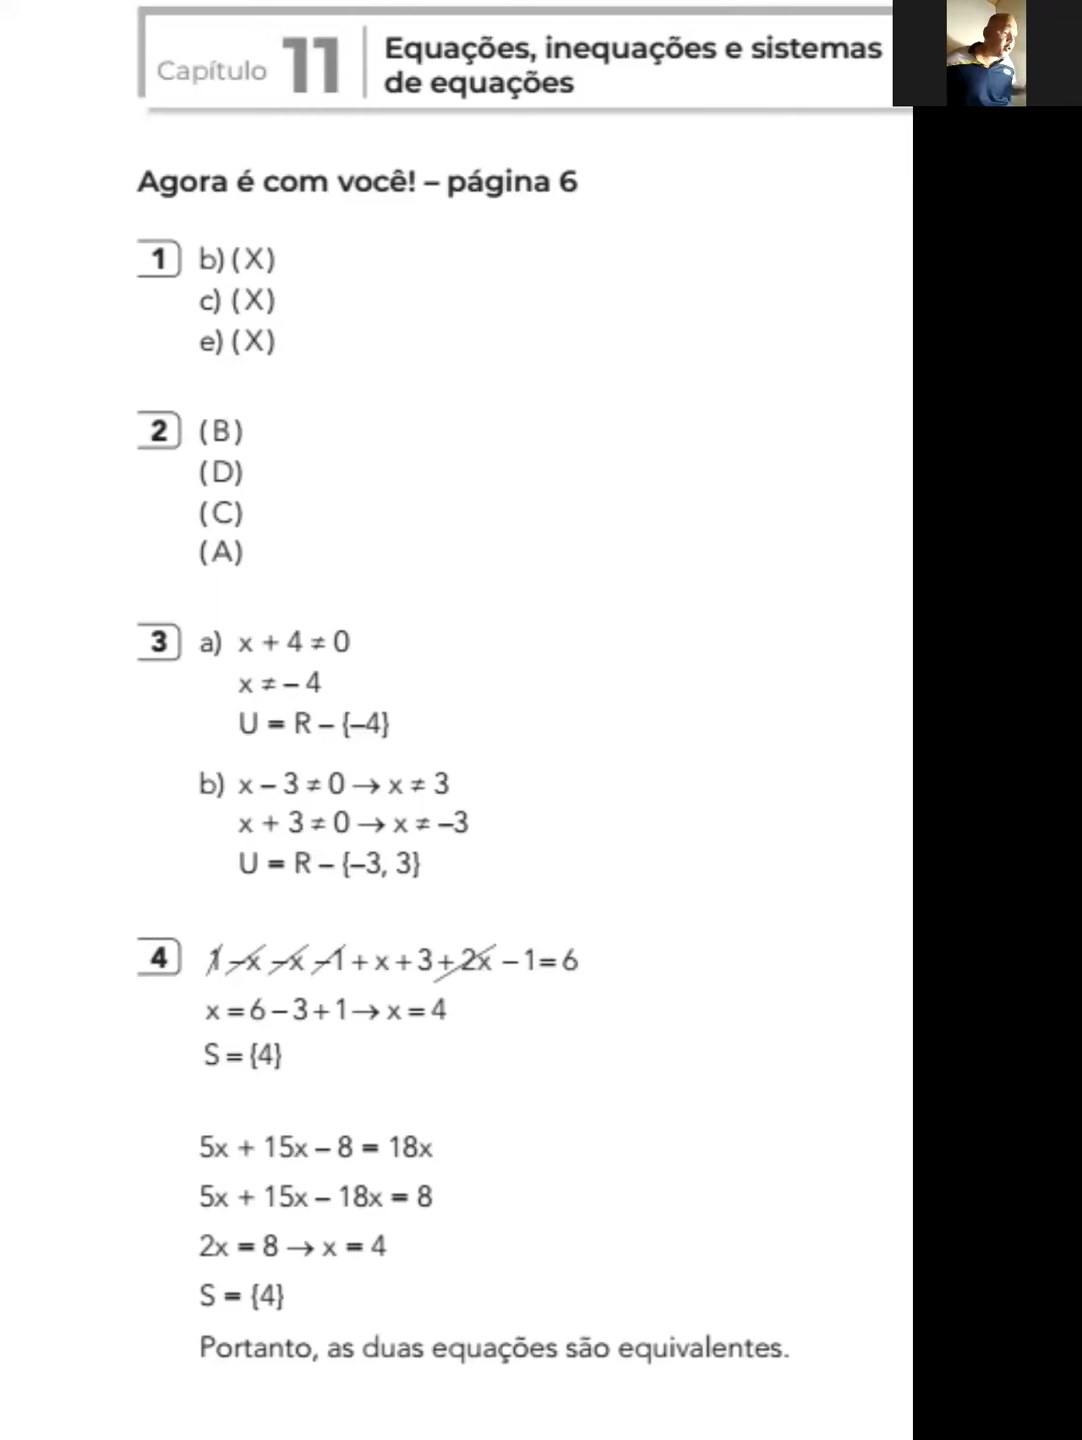 Capítulo 11 Equações, inequações e sistemas
de equações
Agora é com você! – página 6
1 b) (X)
c) (X)
e) (X)
2 (B)
(D)
(C)
(A)
3 a) x + 4 ≠ 0
x ≠ – 4
U = R – {–4}
b) x – 3 ≠ 0 → x ≠ 3
x + 3 ≠ 0 → x ≠ –3
U = R – {–3, 3}
4 1 – x – x – 1 + x + 3 + 2x – 1 = 6
x = 6 – 3 + 1 → x = 4
S = {4}
5x + 15x – 8 = 18x
5x + 15x – 18x = 8
2x = 8 → x = 4
S = {4}
Portanto, as duas equações são equivalentes.